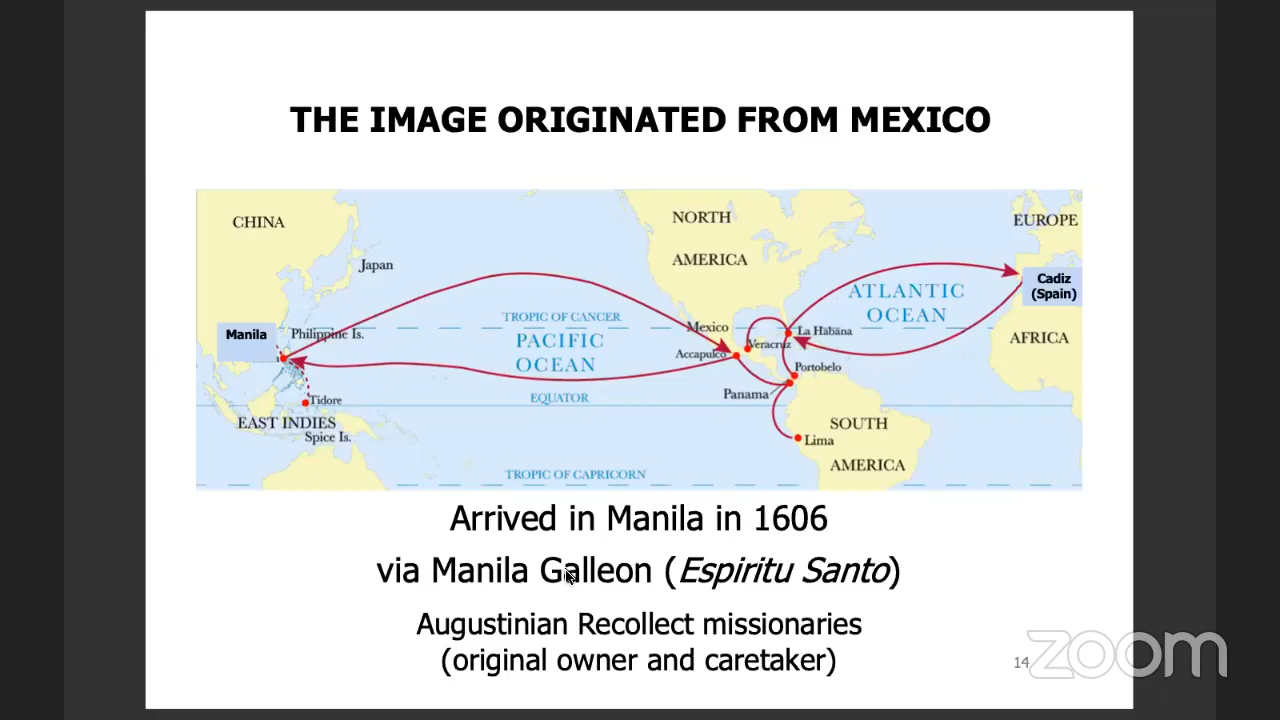 THE IMAGE ORIGINATED FROM MEXICO
CHINA
NORTH
AMERICA
EUROPE
Japan
Cadiz
(Spain)
ATLANTIC
OCEAN
TROPIC OF CANCER
Manila
Philippine Is.
Mexico
La Habana
PACIFIC
OCEAN
Veracruz
Accapulco
AFRICA
Portobelo
Panama
EQUATOR
Tidore
EAST INDIES
Spice Is.
SOUTH
AMERICA
Lima
TROPIC OF CAPRICORN
Arrived in Manila in 1606
via Manila Galleon (Espiritu Santo)
Augustinian Recollect missionaries
(original owner and caretaker)
14
zoom